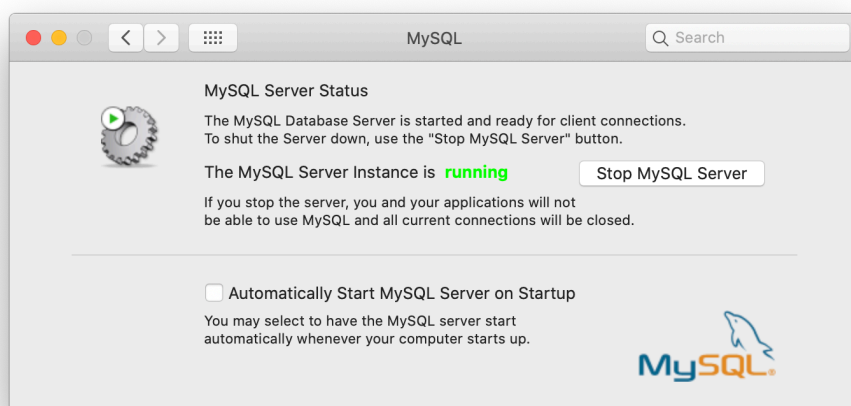 MySQL
Search
MySQL Server Status
The MySQL Database Server is started and ready for client connections.
To shut the Server down, use the "Stop MySQL Server" button.
The MySQL Server Instance is running
Stop MySQL Server
If you stop the server, you and your applications will not
be able to use MySQL and all current connections will be closed.
Automatically Start MySQL Server on Startup
You may select to have the MySQL server start
automatically whenever your computer starts up.
MySQL®